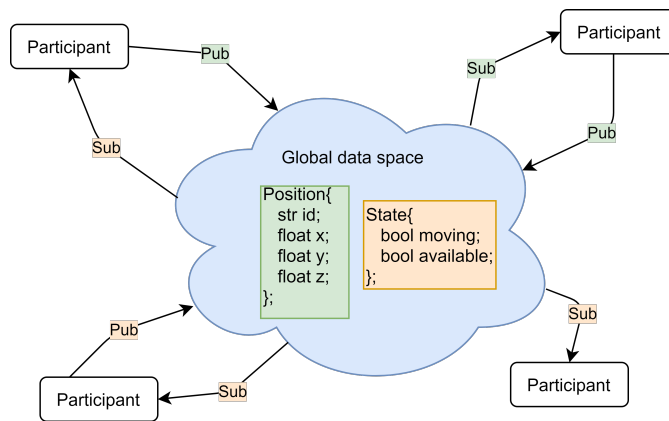 Participant
Pub
Sub
Participant
Sub
Pub
Global data space
Position{
str id;
float x;
float y;
float z;
};
State{
bool moving;
bool available;
};
Sub
Pub
Participant
Sub
Sub
Participant